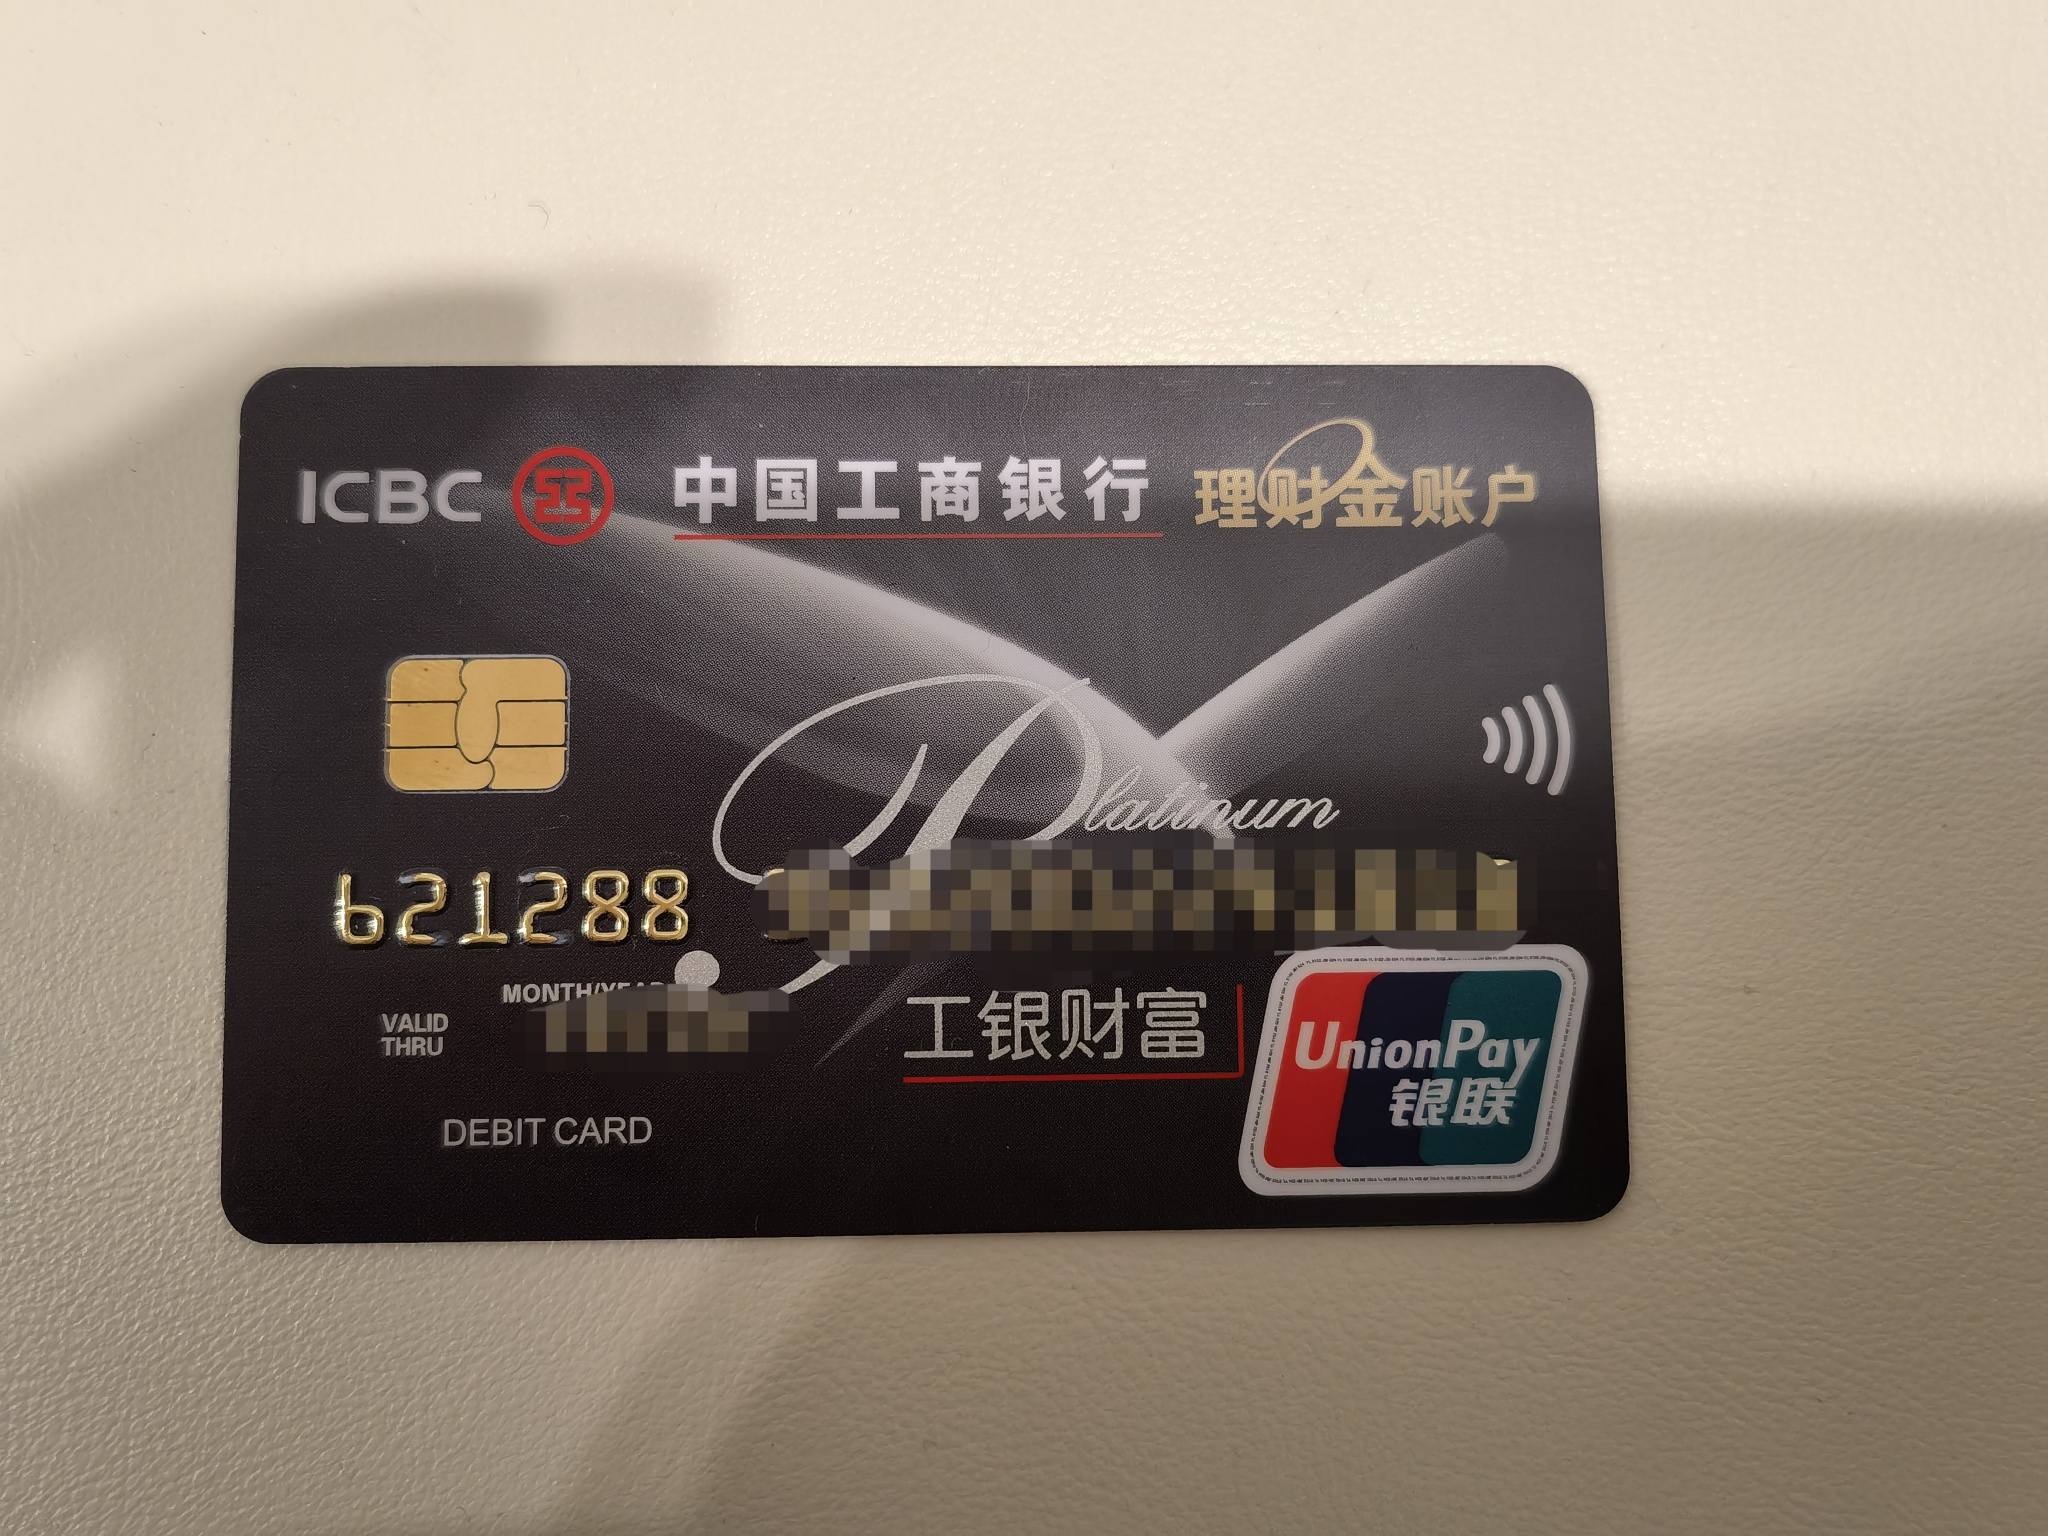 ICBC 中国工商银行 理财金账户
Platinum
621288
MONTH/YEAR
VALID
THRU
工银财富
DEBIT CARD
UnionPay
银联